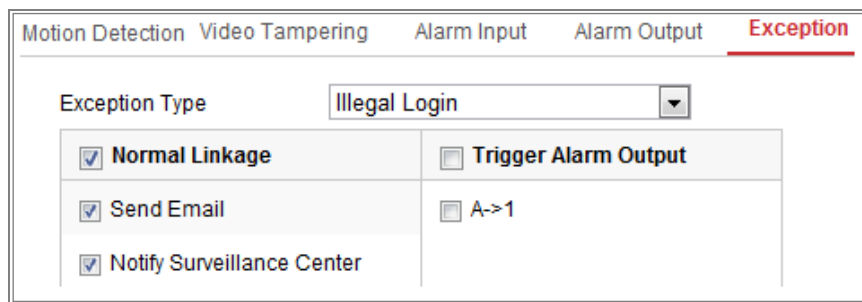 Motion Detection Video Tampering Alarm Input Alarm Output Exception
Exception Type Illegal Login
Normal Linkage Trigger Alarm Output
Send Email A->1
Notify Surveillance Center